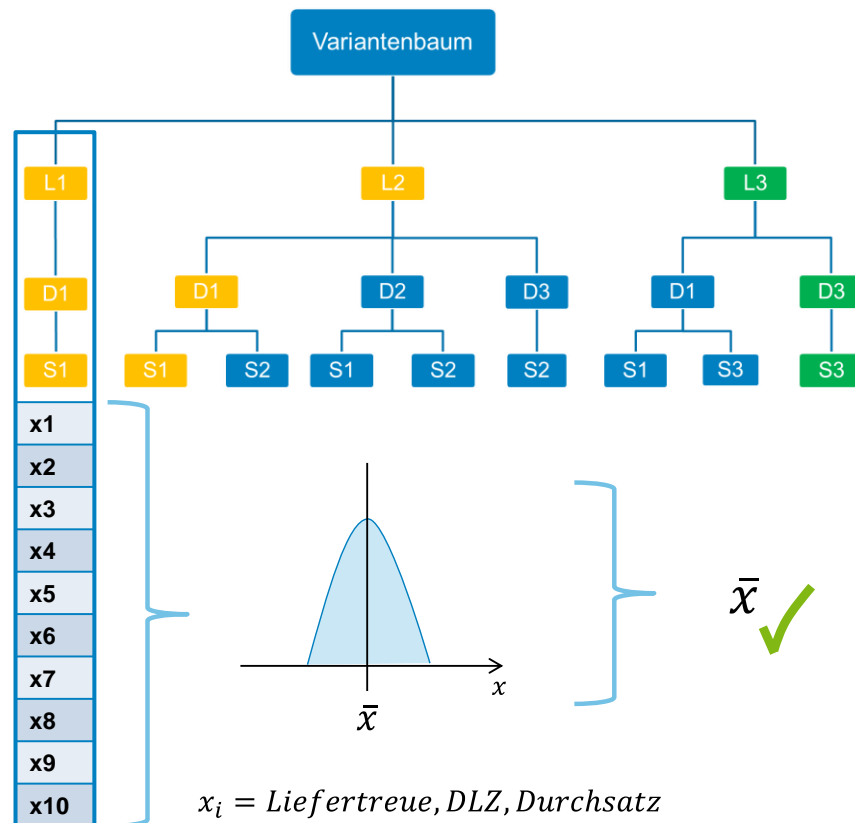 Variantenbaum
L1 L2 L3
D1 D1 D2 D3 D1 D3
S1 S1 S2 S1 S2 S2 S1 S3 S3
x1
x2
x3
x4
x5
x6
x7
x8
x9
x10
x
x̄
x̄
x_i = Liefertreue, DLZ, Durchsatz